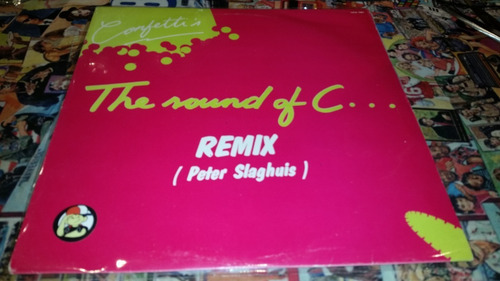 Confetti's
The sound of C...
REMIX
( Peter Slaghuis )